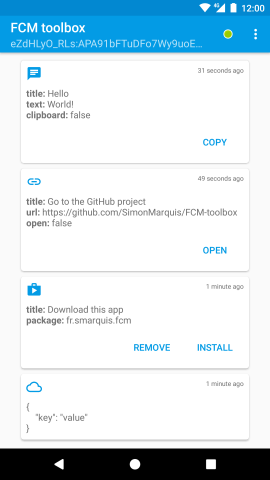 12:00
FCM toolbox
eZdHLyO_RLs:APA91bFTuDFo7Wy9uoE...
31 seconds ago
title: Hello
text: World!
clipboard: false
COPY
49 seconds ago
title: Go to the GitHub project
url: https://github.com/SimonMarquis/FCM-toolbox
open: false
OPEN
1 minute ago
title: Download this app
package: fr.smarquis.fcm
REMOVE INSTALL
1 minute ago
{
"key": "value"
}